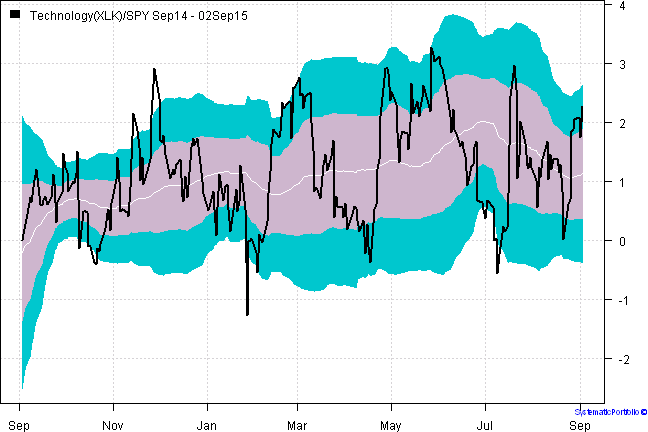 Technology(XLK)/SPY Sep14 - 02Sep15
4
3
2
1
0
-1
-2
Sep Nov Jan Mar May Jul Sep
SystematicPortfolio ©